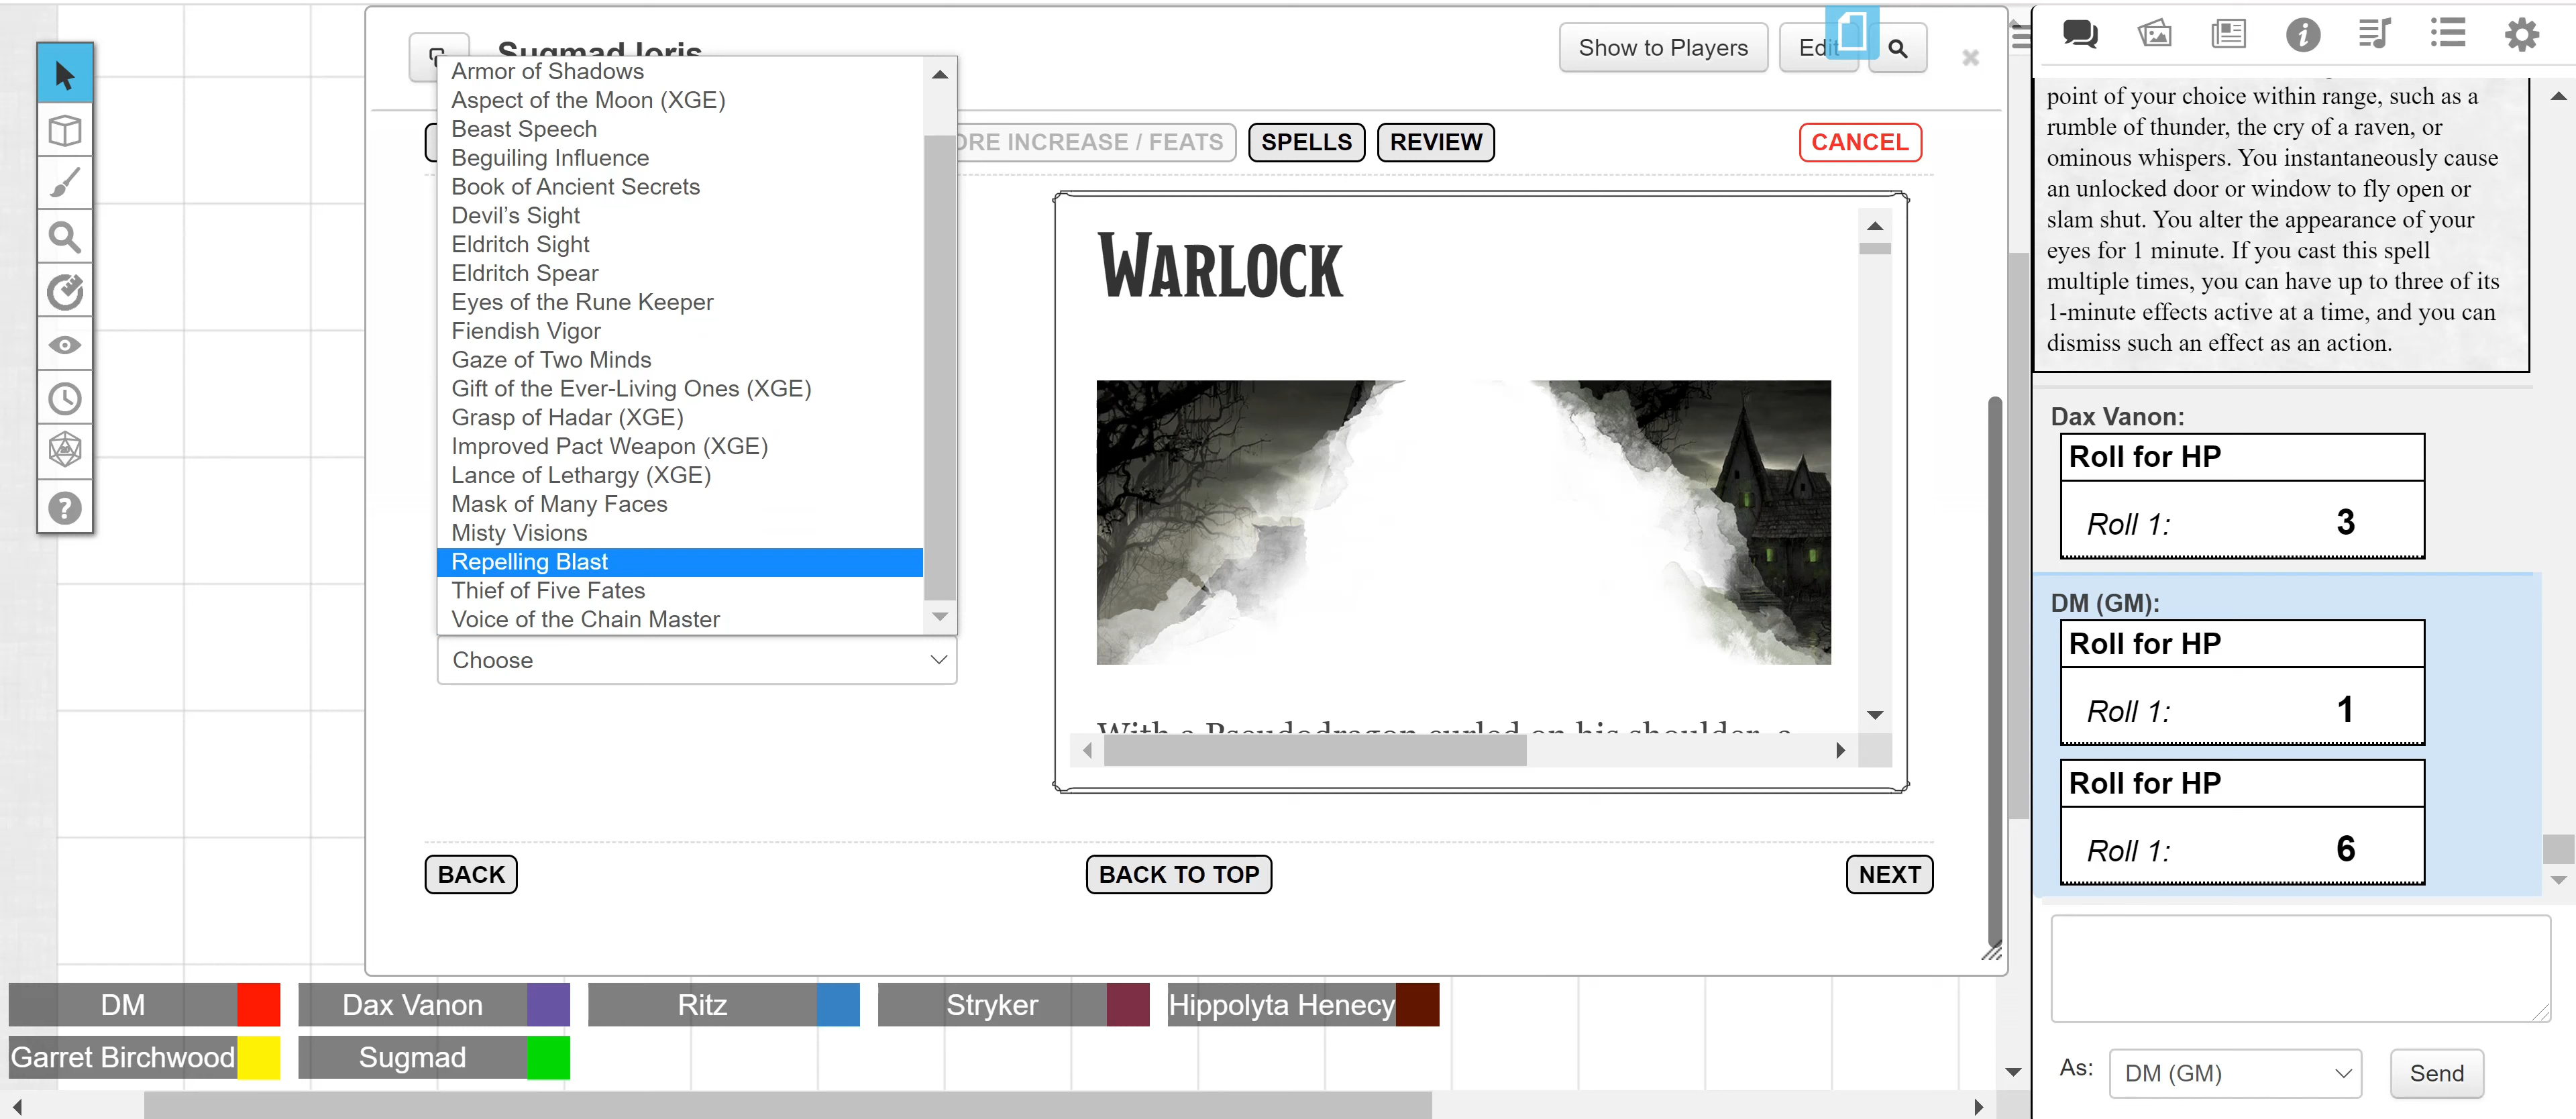 Sugmad Ioris
Show to Players
Edit
Armor of Shadows
Aspect of the Moon (XGE)
Beast Speech
Beguiling Influence
Book of Ancient Secrets
Devil's Sight
Eldritch Sight
Eldritch Spear
Eyes of the Rune Keeper
Fiendish Vigor
Gaze of Two Minds
Gift of the Ever-Living Ones (XGE)
Grasp of Hadar (XGE)
Improved Pact Weapon (XGE)
Lance of Lethargy (XGE)
Mask of Many Faces
Misty Visions
Repelling Blast
Thief of Five Fates
Voice of the Chain Master
Choose
ORE INCREASE / FEATS
SPELLS
REVIEW
CANCEL
WARLOCK
With a Pseudodragon curled on his shoulder, a
BACK
BACK TO TOP
NEXT
DM
Dax Vanon
Ritz
Stryker
Hippolyta Henecy
Garret Birchwood
Sugmad
point of your choice within range, such as a
rumble of thunder, the cry of a raven, or
ominous whispers. You instantaneously cause
an unlocked door or window to fly open or
slam shut. You alter the appearance of your
eyes for 1 minute. If you cast this spell
multiple times, you can have up to three of its
1-minute effects active at a time, and you can
dismiss such an effect as an action.
Dax Vanon:
Roll for HP
Roll 1: 3
DM (GM):
Roll for HP
Roll 1: 1
Roll for HP
Roll 1: 6
As:
DM (GM)
Send